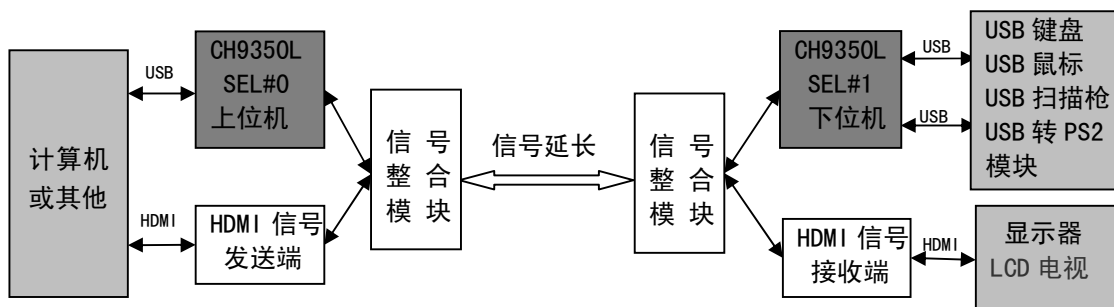 计算机
或其他
USB
HDMI
CH9350L
SEL#0
上位机
HDMI 信号
发送端
信 号
整 合
模 块
信号延长
信 号
整 合
模 块
CH9350L
SEL#1
下位机
HDMI 信号
接收端
USB
USB
HDMI
USB 键盘
USB 鼠标
USB 扫描枪
USB 转 PS2
模块
显示器
LCD 电视